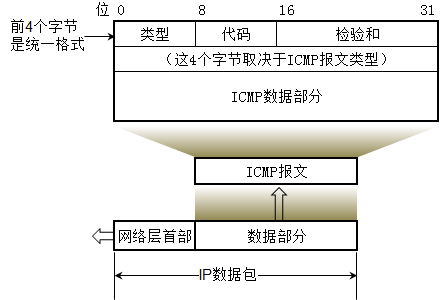 位 0 8 16 31
前4个字节
是统一格式
类型 代码 检验和
(这4个字节取决于ICMP报文类型)
ICMP数据部分
ICMP报文
网络层首部 数据部分
IP数据包